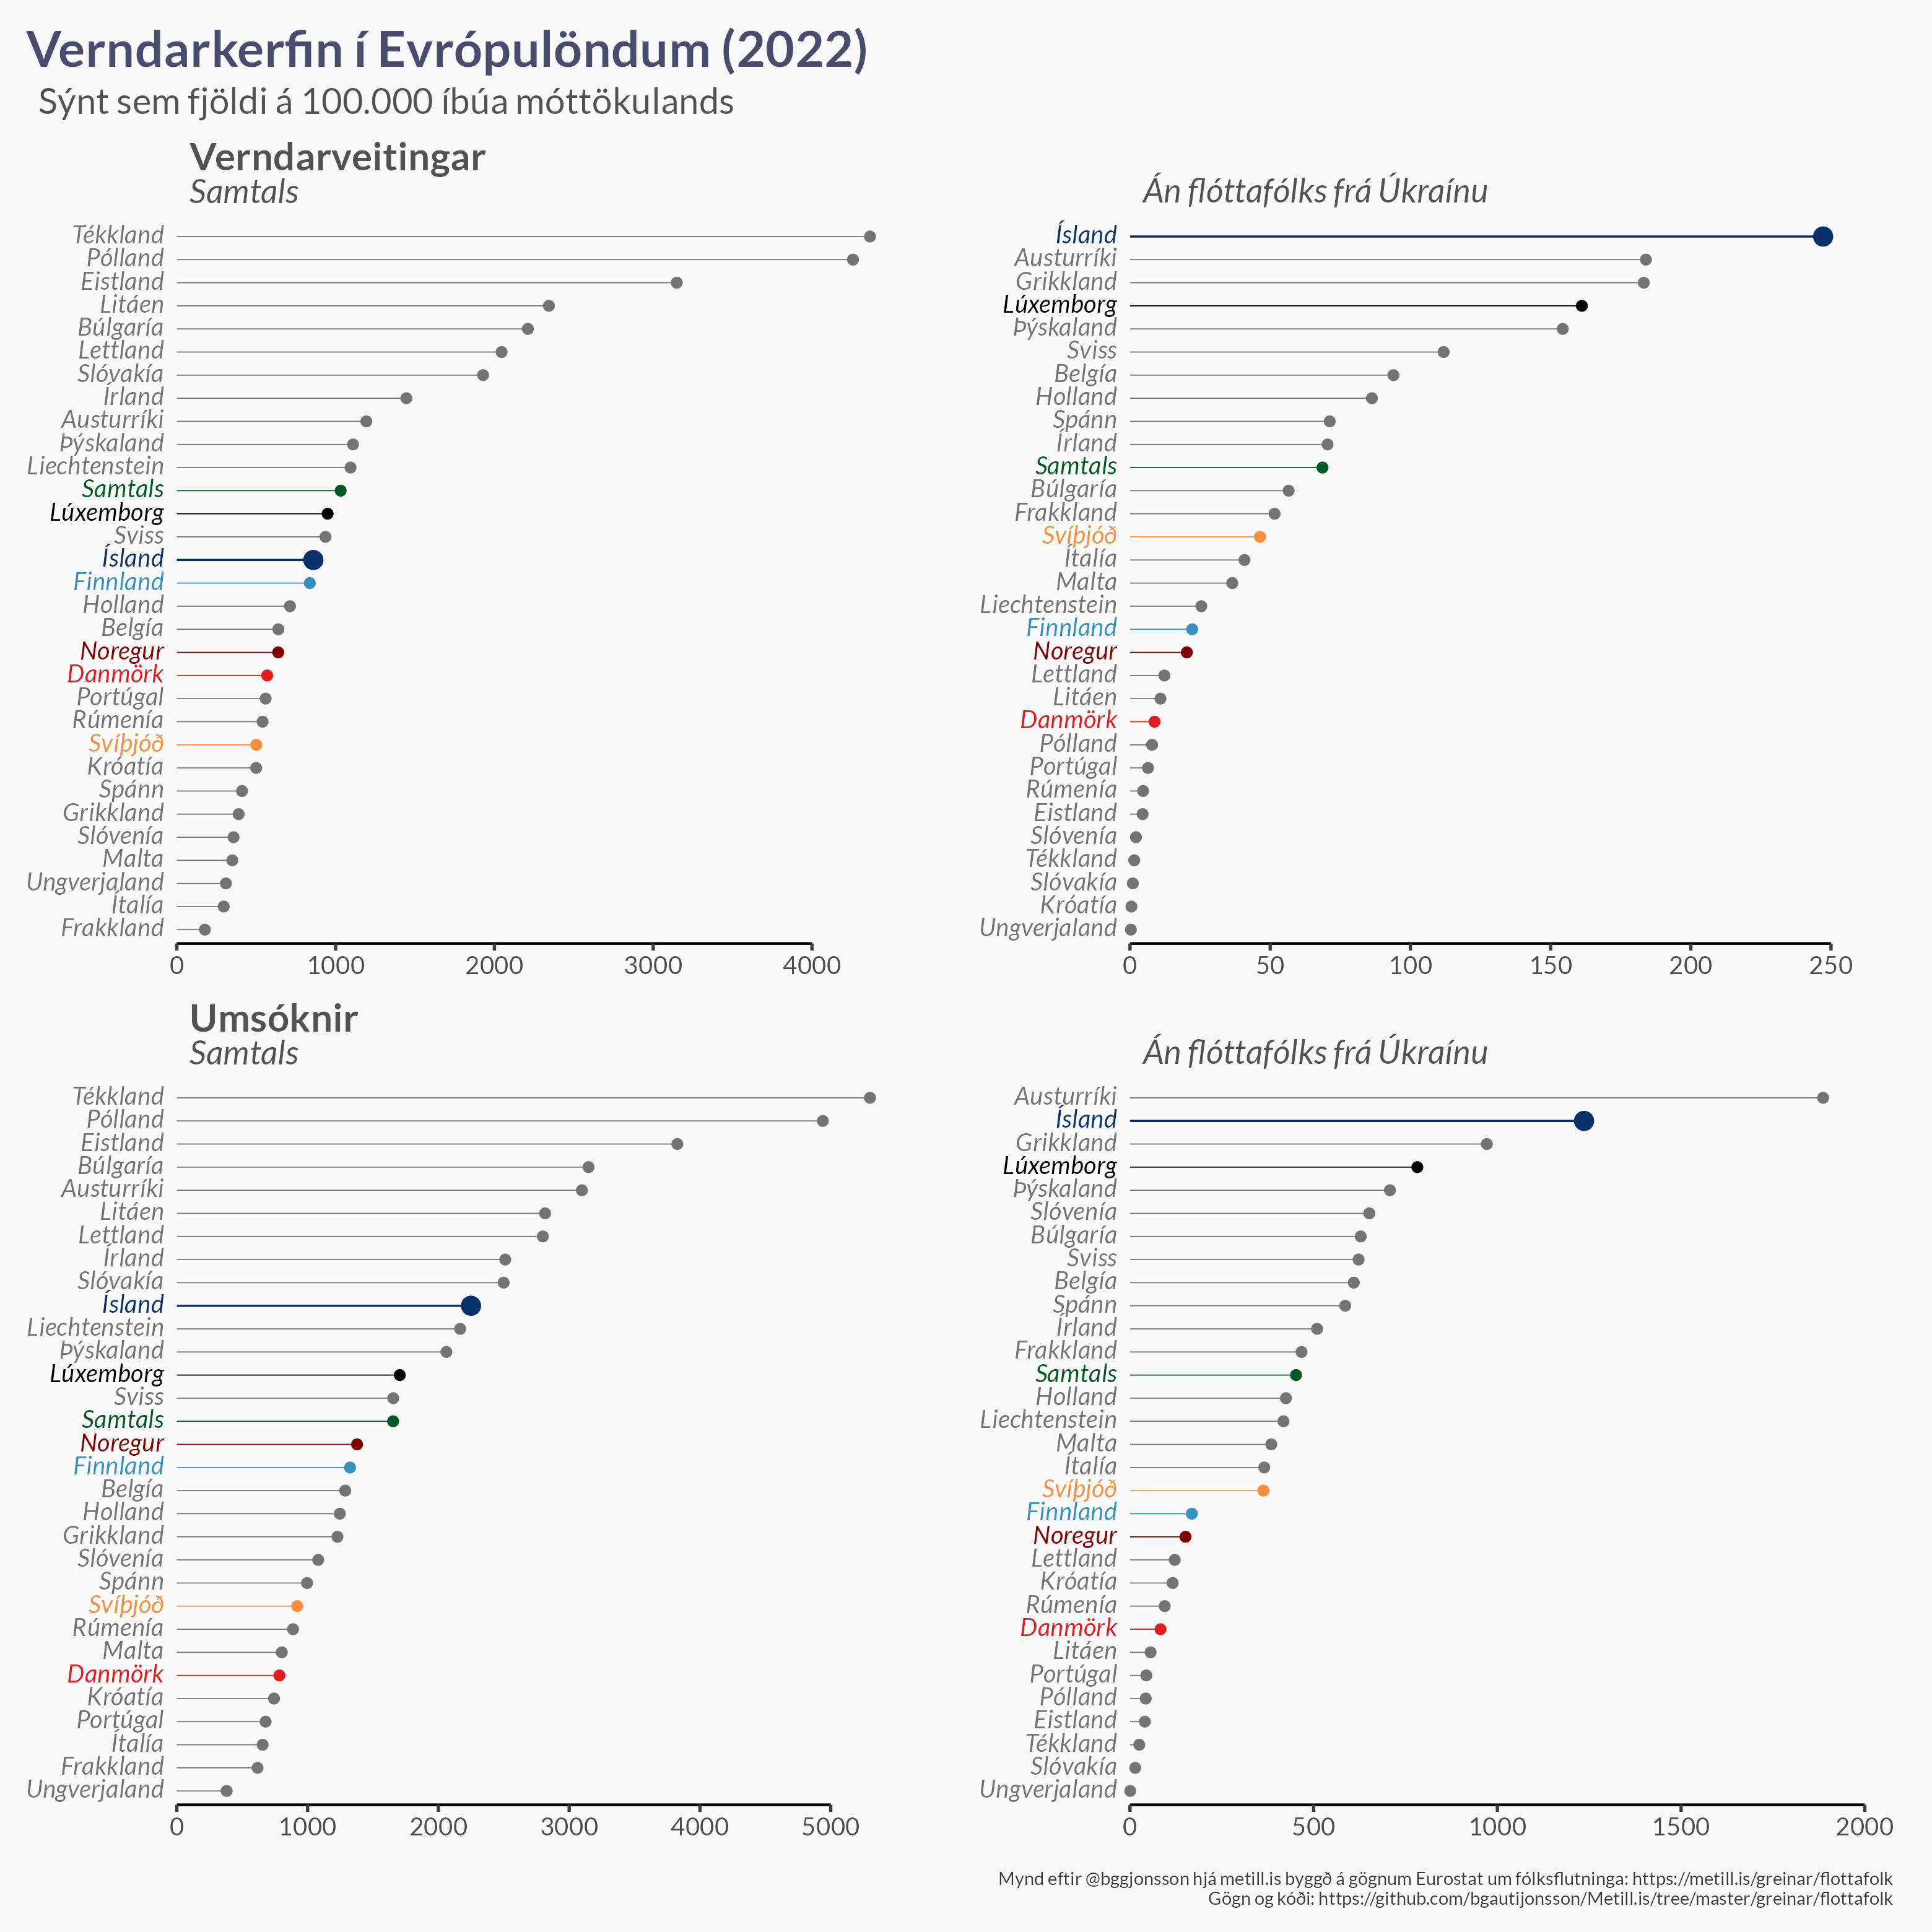 Verndarkerfin í Evrópulöndum (2022)
Sýnt sem fjöldi á 100.000 íbúa móttökulands
Verndarveitingar
Samtals
Tékkland
Pólland
Eistland
Litáen
Búlgaría
Lettland
Slóvakía
Írland
Austurríki
Þýskaland
Liechtenstein
Samtals
Lúxemborg
Sviss
Ísland
Finnland
Holland
Belgía
Noregur
Danmörk
Portúgal
Rúmenía
Svíþjóð
Króatía
Spánn
Grikkland
Slóvenía
Malta
Ungverjaland
Ítalía
Frakkland
0 1000 2000 3000 4000
Án flóttafólks frá Úkraínu
Ísland
Austurríki
Grikkland
Lúxemborg
Þýskaland
Sviss
Belgía
Holland
Spánn
Írland
Samtals
Búlgaría
Frakkland
Svíþjóð
Ítalía
Malta
Liechtenstein
Finnland
Noregur
Lettland
Litáen
Danmörk
Pólland
Portúgal
Rúmenía
Eistland
Slóvenía
Tékkland
Slóvakía
Króatía
Ungverjaland
0 50 100 150 200 250
Umsóknir
Samtals
Tékkland
Pólland
Eistland
Búlgaría
Austurríki
Litáen
Lettland
Írland
Slóvakía
Ísland
Liechtenstein
Þýskaland
Lúxemborg
Sviss
Samtals
Noregur
Finnland
Belgía
Holland
Grikkland
Slóvenía
Spánn
Svíþjóð
Rúmenía
Malta
Danmörk
Króatía
Portúgal
Ítalía
Frakkland
Ungverjaland
0 1000 2000 3000 4000 5000
Án flóttafólks frá Úkraínu
Austurríki
Ísland
Grikkland
Lúxemborg
Þýskaland
Slóvenía
Búlgaría
Sviss
Belgía
Spánn
Írland
Frakkland
Samtals
Holland
Liechtenstein
Malta
Ítalía
Svíþjóð
Finnland
Noregur
Lettland
Króatía
Rúmenía
Danmörk
Litáen
Portúgal
Pólland
Eistland
Tékkland
Slóvakía
Ungverjaland
0 500 1000 1500 2000
Mynd eftir @bggjonsson hjá metill.is byggð á gögnum Eurostat um fólksflutninga: https://metill.is/greinar/flottafolk
Gögn og kóði: https://github.com/bgautijonsson/Metill.is/tree/master/greinar/flottafolk